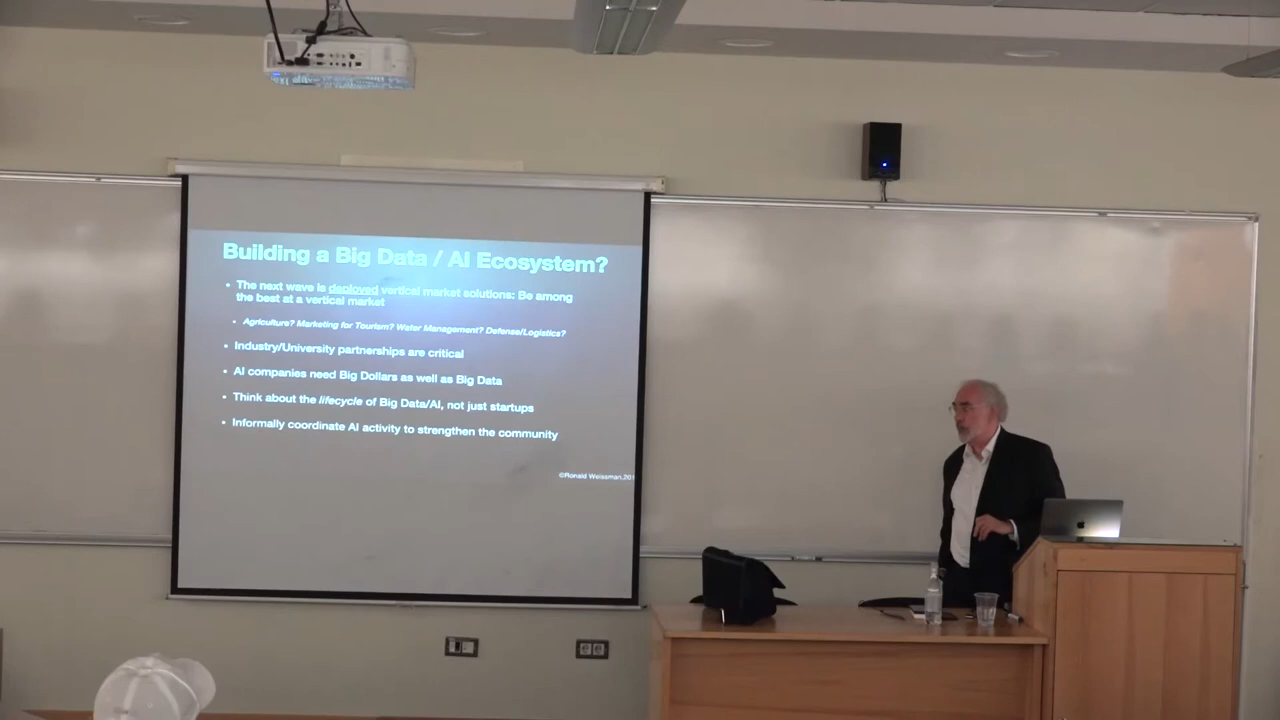 Building a Big Data / AI Ecosystem?
• The next wave is deployed vertical market solutions: Be among
the best at a vertical market
• Agriculture? Marketing for Tourism? Water Management? Defense/Logistics?
• Industry/University partnerships are critical
• AI companies need Big Dollars as well as Big Data
• Think about the lifecycle of Big Data/AI, not just startups
• Informally coordinate AI activity to strengthen the community
©Ronald Weissman,201